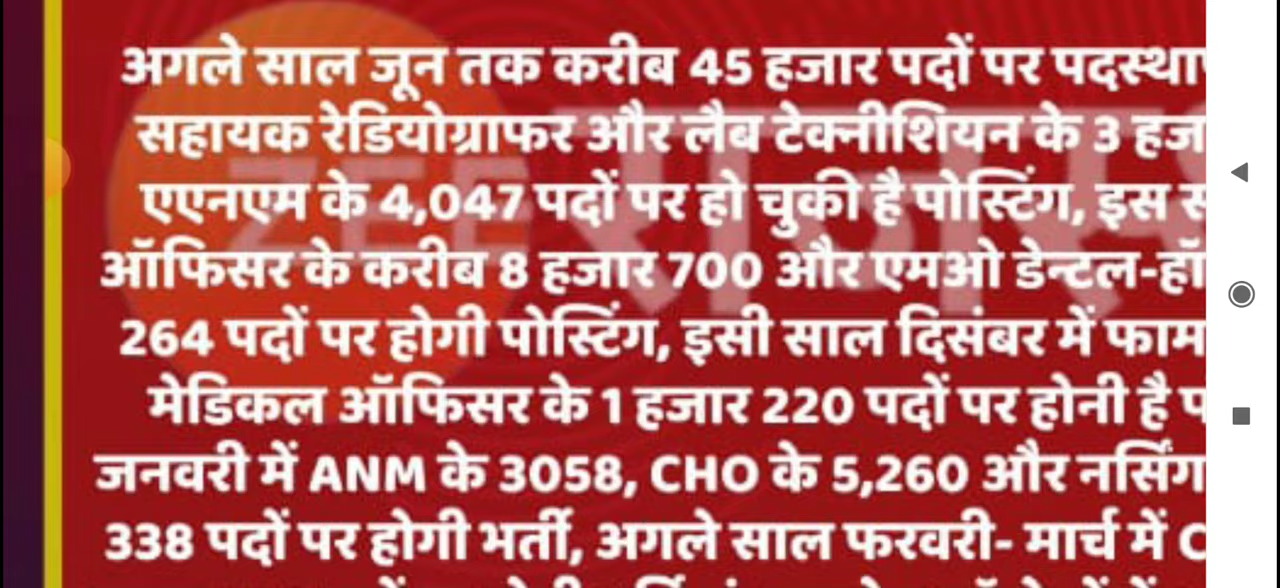 अगले साल जून तक करीब 45 हजार पदों पर
सहायक रेडियोग्राफर और लैब टेक्नीशियन के 3
एएनएम के 4,047 पदों पर हो चुकी है पोस्टिंग, इस
ऑफिसर के करीब 8 हजार 700 और एमओ डेन्टल-
264 पदों पर होगी पोस्टिंग, इसी साल दिसंबर में
मेडिकल ऑफिसर के 1 हजार 220 पदों पर होनी है
जनवरी में ANM के 3058, CHO के 5,260 और
338 पदों पर होगी भर्ती, अगले साल फरवरी- मार्च में
ZEE